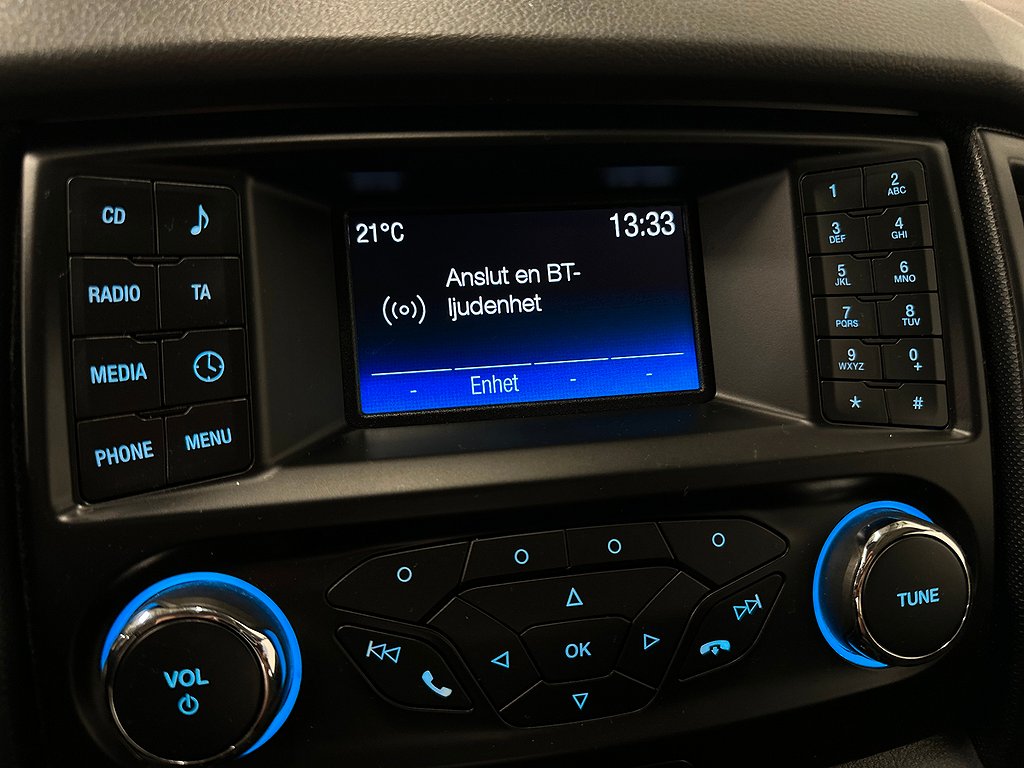 CD
RADIO TA
MEDIA
PHONE MENU
21°C 13:33
Anslut en BT-
ljudenhet
- Enhet - -
1 2 ABC
3 DEF 4 GHI
5 JKL 6 MNO
7 PQRS 8 TUV
9 WXYZ 0 +
* #
VOL
OK
TUNE